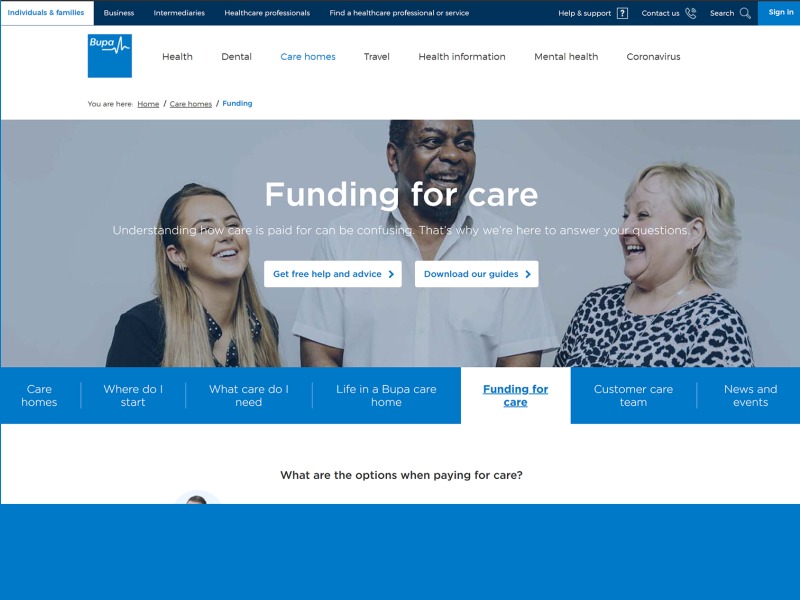 Individuals & families Business Intermediaries Healthcare professionals Find a healthcare professional or service Help & support ? Contact us Search Sign in
Bupa
Health Dental Care homes Travel Health information Mental health Coronavirus
You are here: Home / Care homes / Funding
Funding for care
Understanding how care is paid for can be confusing. That's why we're here to answer your questions.
Get free help and advice Download our guides
Care homes
Where do I start
What care do I need
Life in a Bupa care home
Funding for care
Customer care team
News and events
What are the options when paying for care?